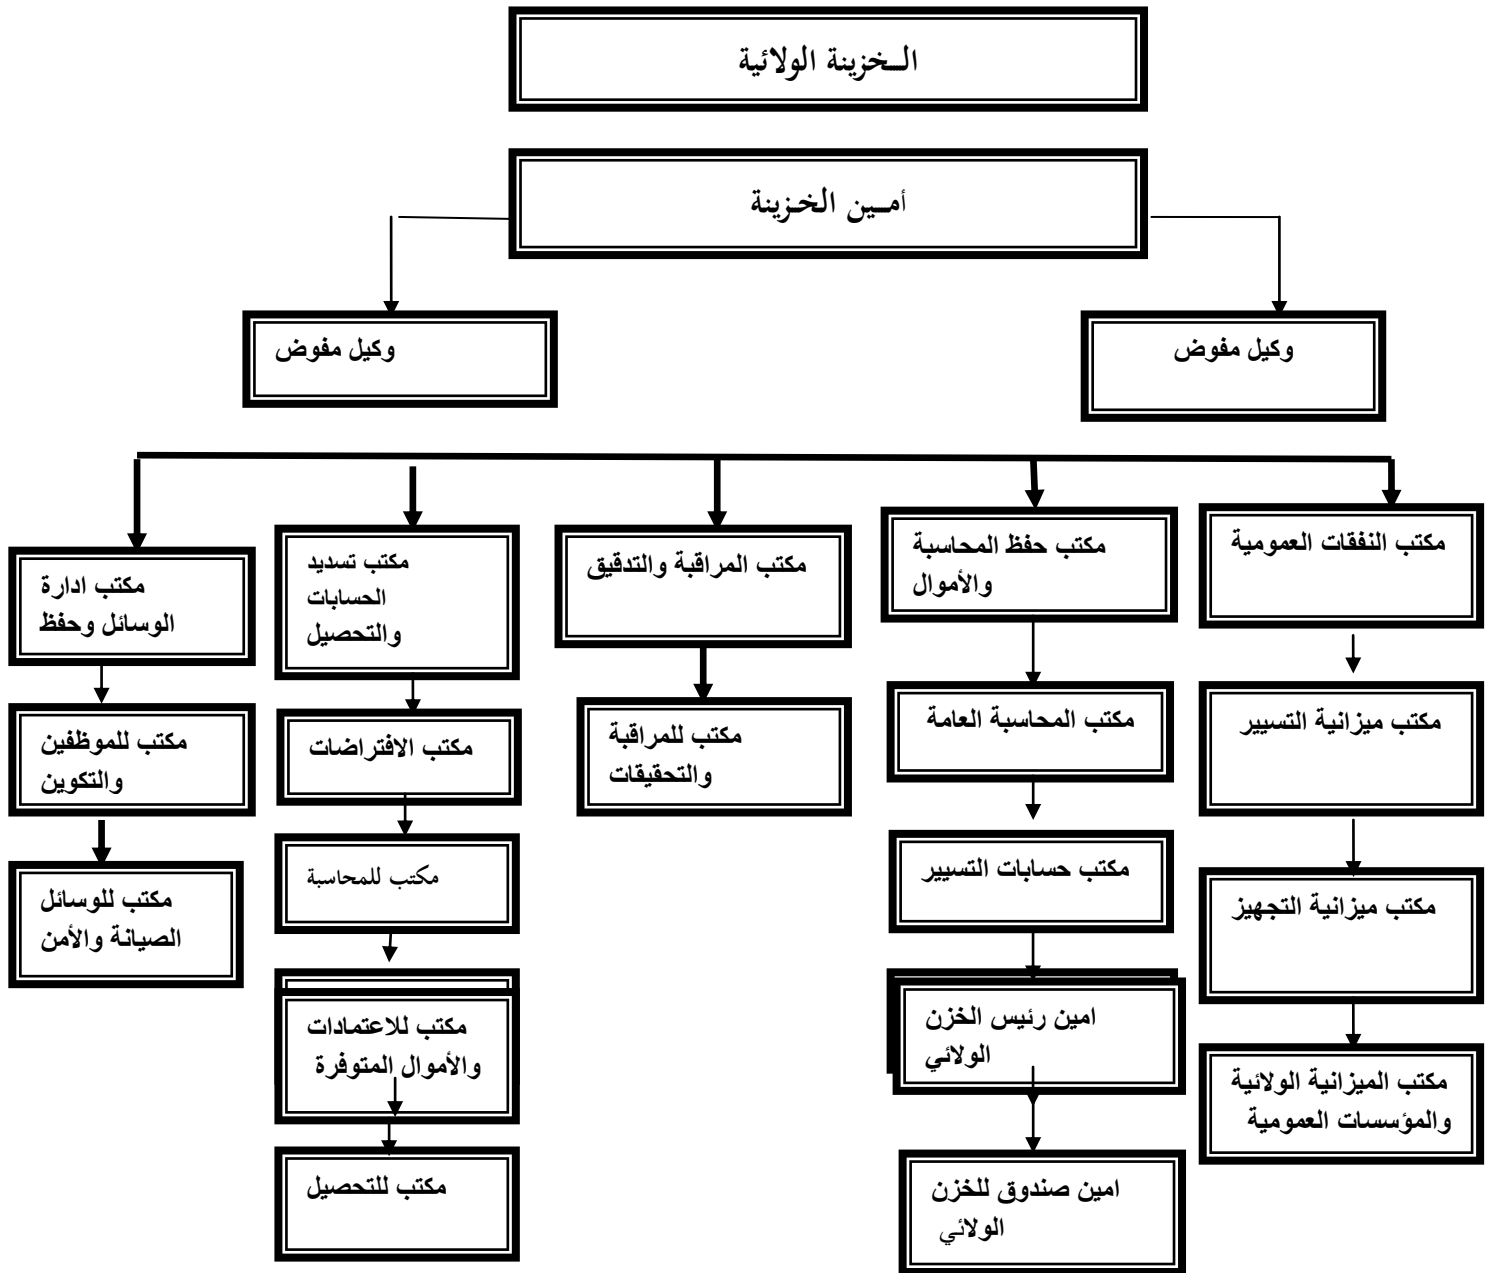 الـخزينة الولائية
أمـين الخـزينة
وكيل مفوض
وكيل مفوض
مكتب النفقات العمومية
مكتب حفظ المحاسبة
والأموال
مكتب المراقبة والتدقيق
مكتب تسديد
الحسابات
والتحصيل
مكتب ادارة
الوسائل وحفظ
مكتب ميزانية التسيير
مكتب المحاسبة العامة
مكتب للمراقبة
والتحقيقات
مكتب الافتراضات
مكتب للموظفين
والتكوين
مكتب ميزانية التجهيز
مكتب حسابات التسيير
مكتب للمحاسبة
مكتب للوسائل
الصيانة والأمن
مكتب الميزانية الولائية
والمؤسسات العمومية
امين رئيس الخزن
الولائي
مكتب للاعتمادات
والأموال المتوفرة
امين صندوق للخزن
الولائي
مكتب للتحصيل